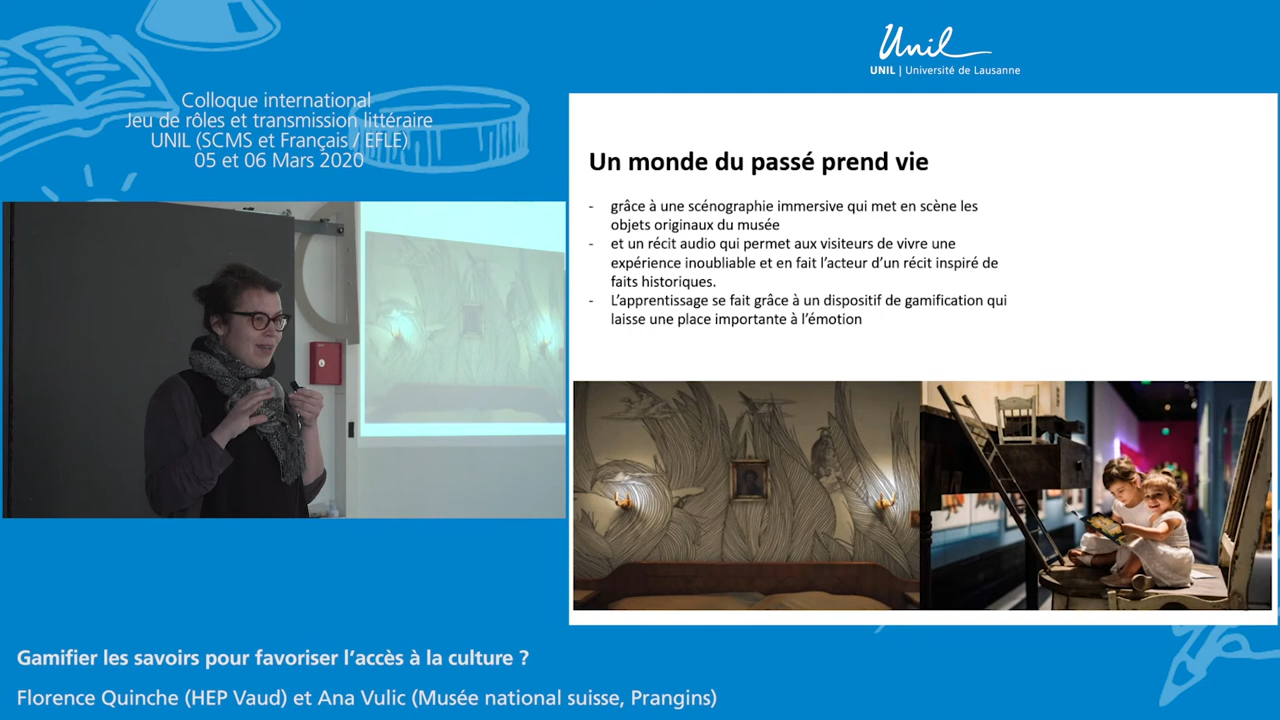 Unil
UNIL | Université de Lausanne
Colloque international
Jeu de rôles et transmission littéraire
UNIL (SCMS et Français / EFLE)
05 et 06 Mars 2020
Un monde du passé prend vie
- grâce à une scénographie immersive qui met en scène les
objets originaux du musée
- et un récit audio qui permet aux visiteurs de vivre une
expérience inoubliable et en fait l’acteur d’un récit inspiré de
faits historiques.
- L’apprentissage se fait grâce à un dispositif de gamification qui
laisse une place importante à l’émotion
Gamifier les savoirs pour favoriser l’accès à la culture ?
Florence Quinche (HEP Vaud) et Ana Vulic (Musée national suisse, Prangins)